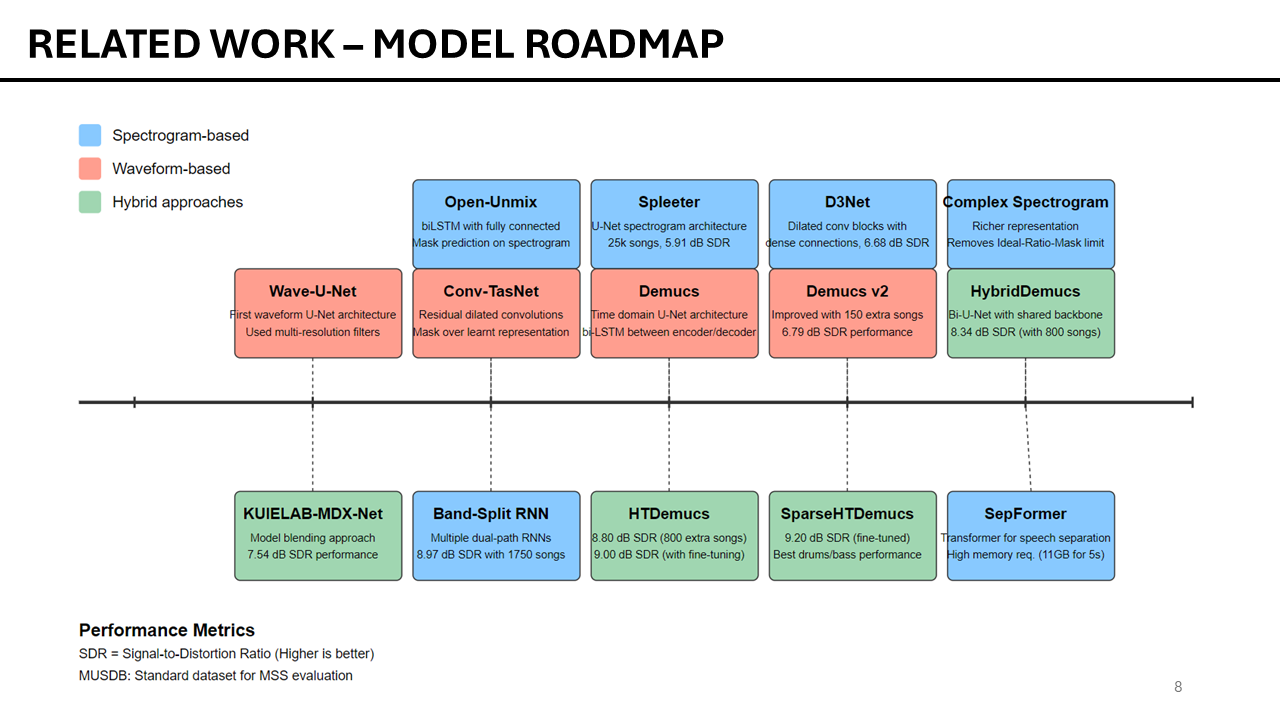 RELATED WORK – MODEL ROADMAP
Spectrogram-based
Waveform-based
Hybrid approaches
Open-Unmix
biLSTM with fully connected
Mask prediction on spectrogram
Spleeter
U-Net spectrogram architecture
25k songs, 5.91 dB SDR
D3Net
Dilated conv blocks with
dense connections, 6.68 dB SDR
Complex Spectrogram
Richer representation
Removes Ideal-Ratio-Mask limit
Wave-U-Net
First waveform U-Net architecture
Used multi-resolution filters
Conv-TasNet
Residual dilated convolutions
Mask over learnt representation
Demucs
Time domain U-Net architecture
bi-LSTM between encoder/decoder
Demucs v2
Improved with 150 extra songs
6.79 dB SDR performance
HybridDemucs
Bi-U-Net with shared backbone
8.34 dB SDR (with 800 songs)
KUIELAB-MDX-Net
Model blending approach
7.54 dB SDR performance
Band-Split RNN
Multiple dual-path RNNs
8.97 dB SDR with 1750 songs
HTDemucs
8.80 dB SDR (800 extra songs)
9.00 dB SDR (with fine-tuning)
SparseHTDemucs
9.20 dB SDR (fine-tuned)
Best drums/bass performance
SepFormer
Transformer for speech separation
High memory req. (11GB for 5s)
Performance Metrics
SDR = Signal-to-Distortion Ratio (Higher is better)
MUSDB: Standard dataset for MSS evaluation
8